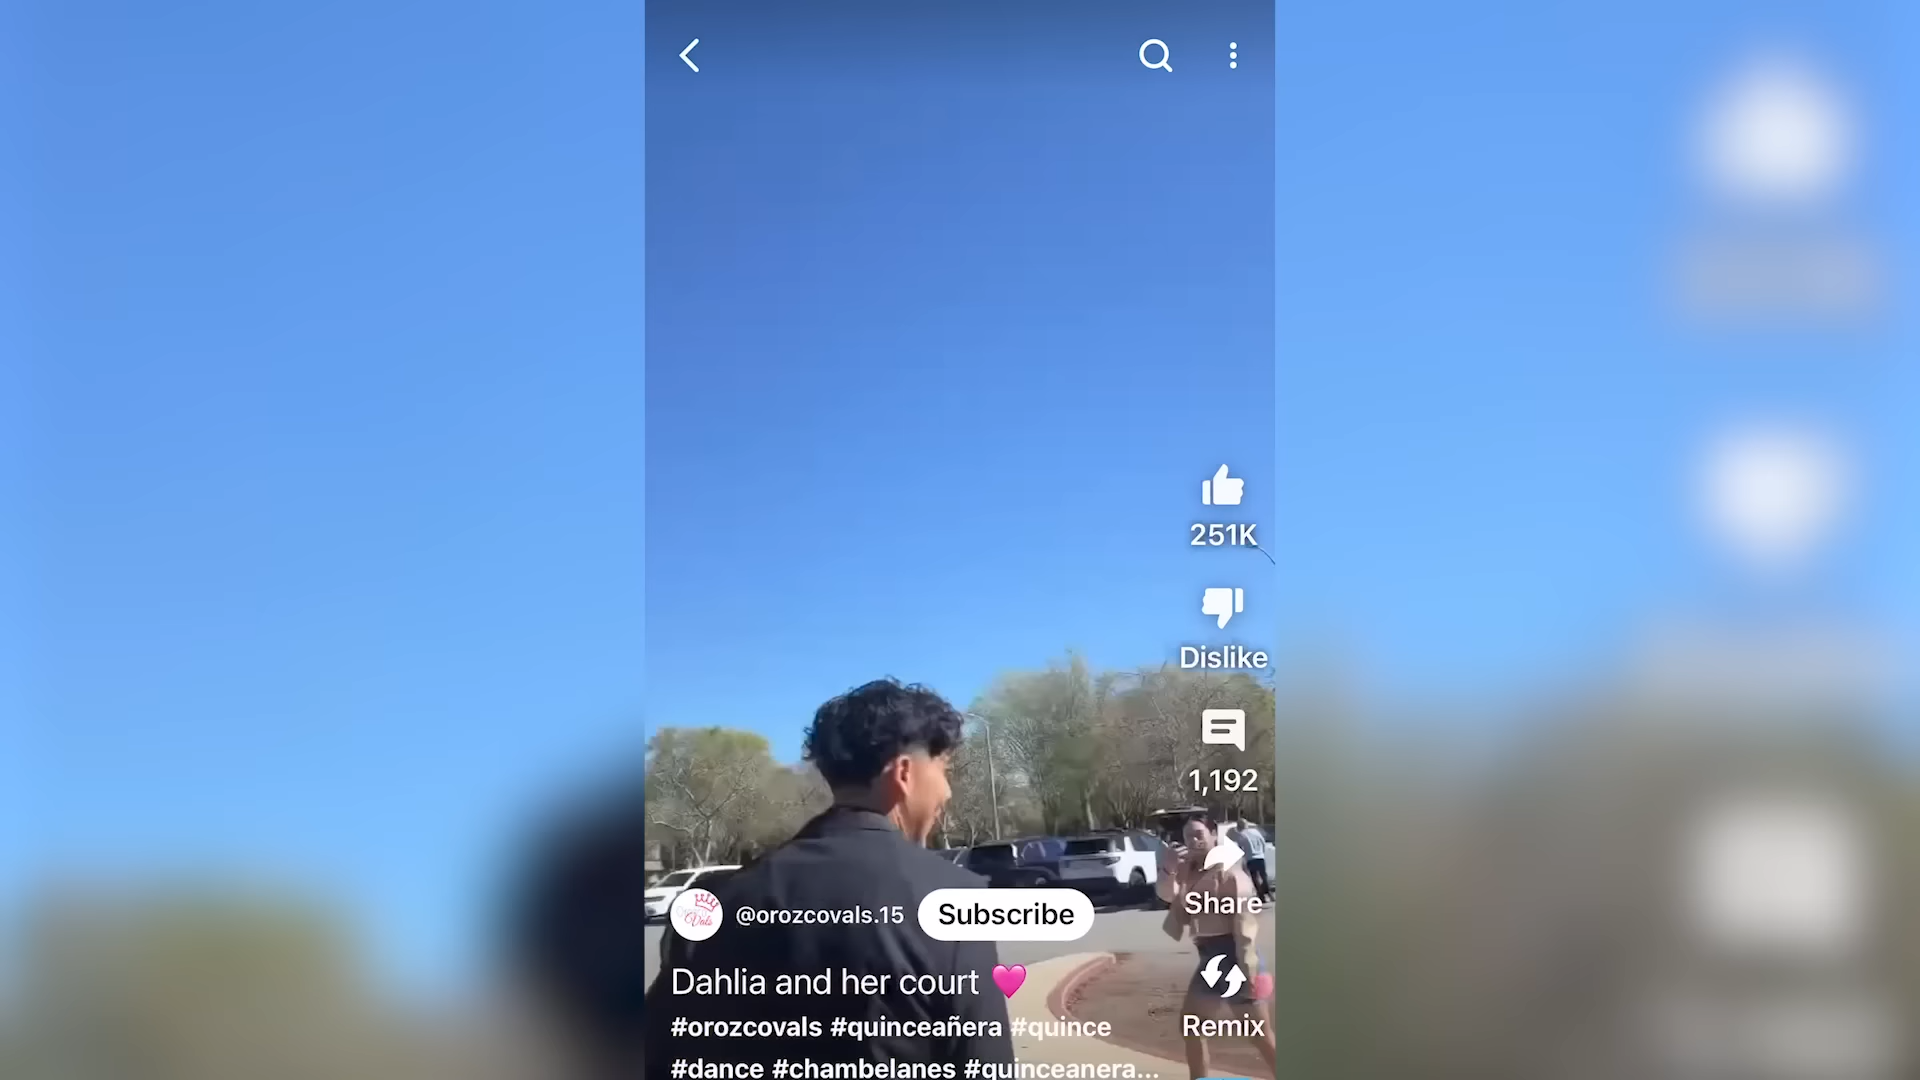 251K
Dislike
1,192
Share
@orozcovals.15 Subscribe
Dahlia and her court 🩷
#orozcovals #quinceañera #quince
#dance #chambelanes #quinceanera...
Remix